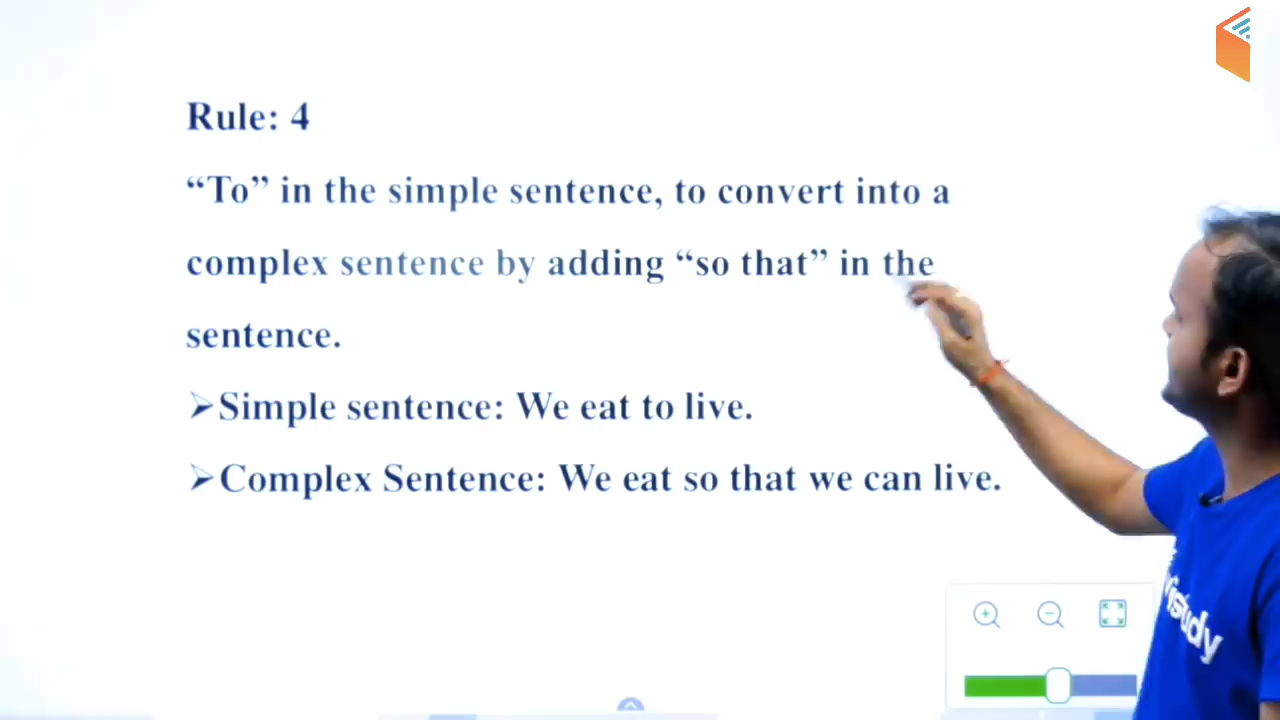 Rule: 4
“To” in the simple sentence, to convert into a
complex sentence by adding “so that” in the
sentence.
➢Simple sentence: We eat to live.
➢Complex Sentence: We eat so that we can live.